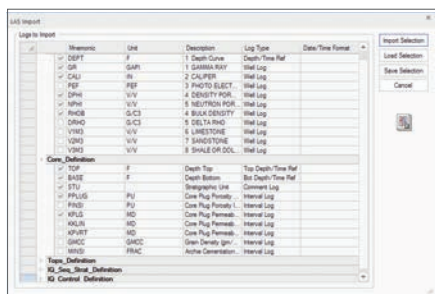 LAS Import
Logs to Import
Mnemonic Unit Description Log Type Date/Time Format
DEPT F 1 Depth Curve Depth/Time Ref
GR GAPI 1 GAMMA RAY Well Log
CALI IN 2 CALIPER Well Log
PEF PEF 3 PHOTO ELECT... Well Log
DPHI V/V 4 DENSITY POR... Well Log
NPHI V/V 5 NEUTRON POR... Well Log
RHOB G/C3 4 BULK DENSITY Well Log
DRHO G/C3 5 DELTA RHO Well Log
V1M3 V/V 6 LIMESTONE Well Log
V2M3 V/V 7 SANDSTONE Well Log
V3M3 V/V 8 SHALE OR DOL... Well Log
Core_Definition
TOP F Depth Top Top Depth/Time Ref
BASE F Depth Bottom Bot Depth/Time Ref
STU Stratigraphic Unit Comment Log
PPLUG PU Core Plug Porosity ... Interval Log
FINSI PU Core Plug Porosity I... Interval Log
KPLG MD Core Plug Permeab... Interval Log
KKLIN MD Core Plug Permeab... Interval Log
KPVRT MD Core Plug Permeab... Interval Log
GMCC GMCC Grain Density (gm/... Interval Log
MINSI FRAC Archie Cementation... Interval Log
Tops_Definition
IQ_Seq_Strat_Definition
IQ_Control_Definition
Import Selection
Load Selection
Save Selection
Cancel